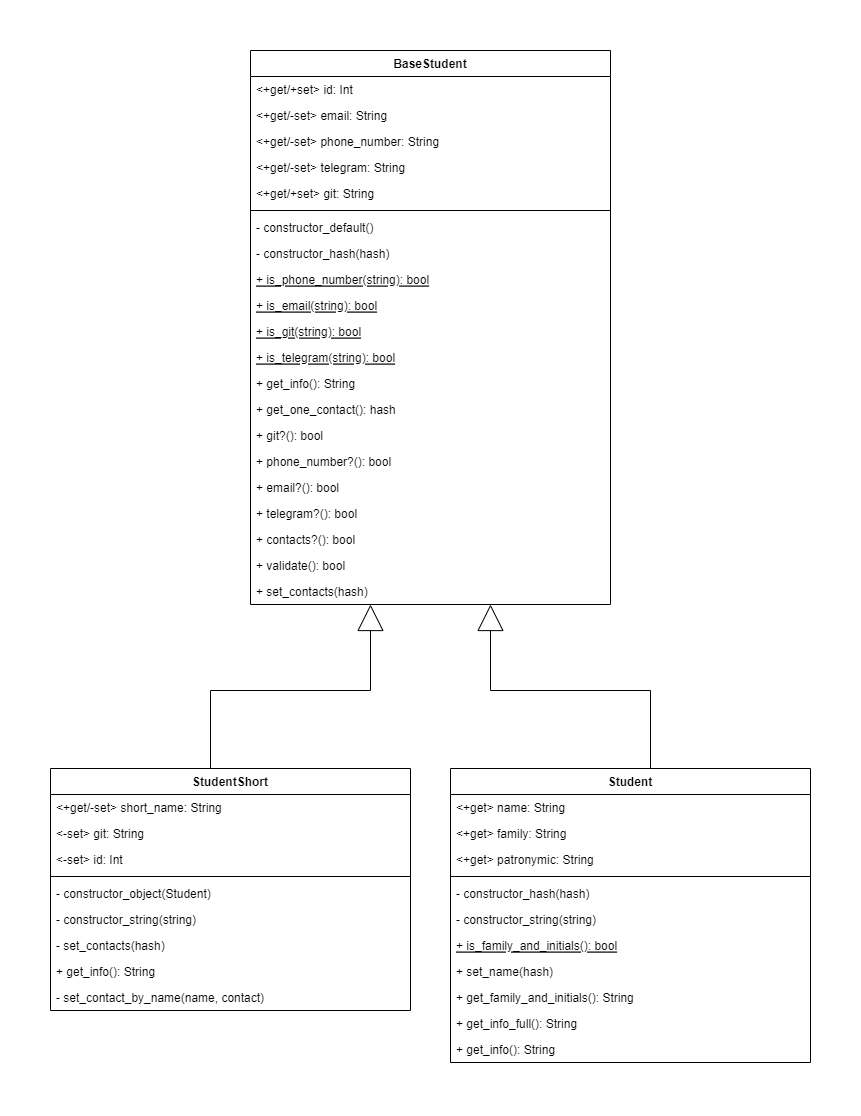 BaseStudent
<+get/+set> id: Int
<+get/-set> email: String
<+get/-set> phone_number: String
<+get/-set> telegram: String
<+get/+set> git: String
- constructor_default()
- constructor_hash(hash)
+ is_phone_number(string): bool
+ is_email(string): bool
+ is_git(string): bool
+ is_telegram(string): bool
+ get_info(): String
+ get_one_contact(): hash
+ git?(): bool
+ phone_number?(): bool
+ email?(): bool
+ telegram?(): bool
+ contacts?(): bool
+ validate(): bool
+ set_contacts(hash)
StudentShort
<+get/-set> short_name: String
<-set> git: String
<-set> id: Int
- constructor_object(Student)
- constructor_string(string)
- set_contacts(hash)
+ get_info(): String
- set_contact_by_name(name, contact)
Student
<+get> name: String
<+get> family: String
<+get> patronymic: String
- constructor_hash(hash)
- constructor_string(string)
+ is_family_and_initials(): bool
+ set_name(hash)
+ get_family_and_initials(): String
+ get_info_full(): String
+ get_info(): String